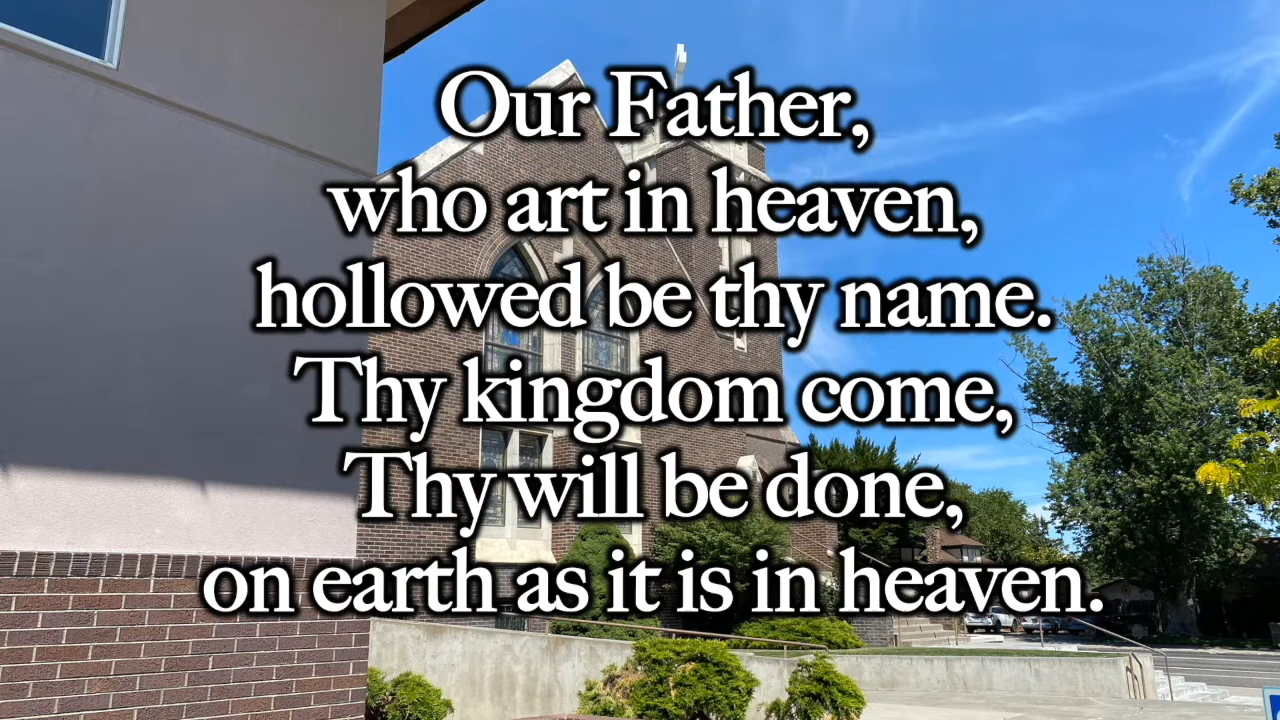 Our Father,
who art in heaven,
hollowed be thy name.
Thy kingdom come,
Thy will be done,
on earth as it is in heaven.